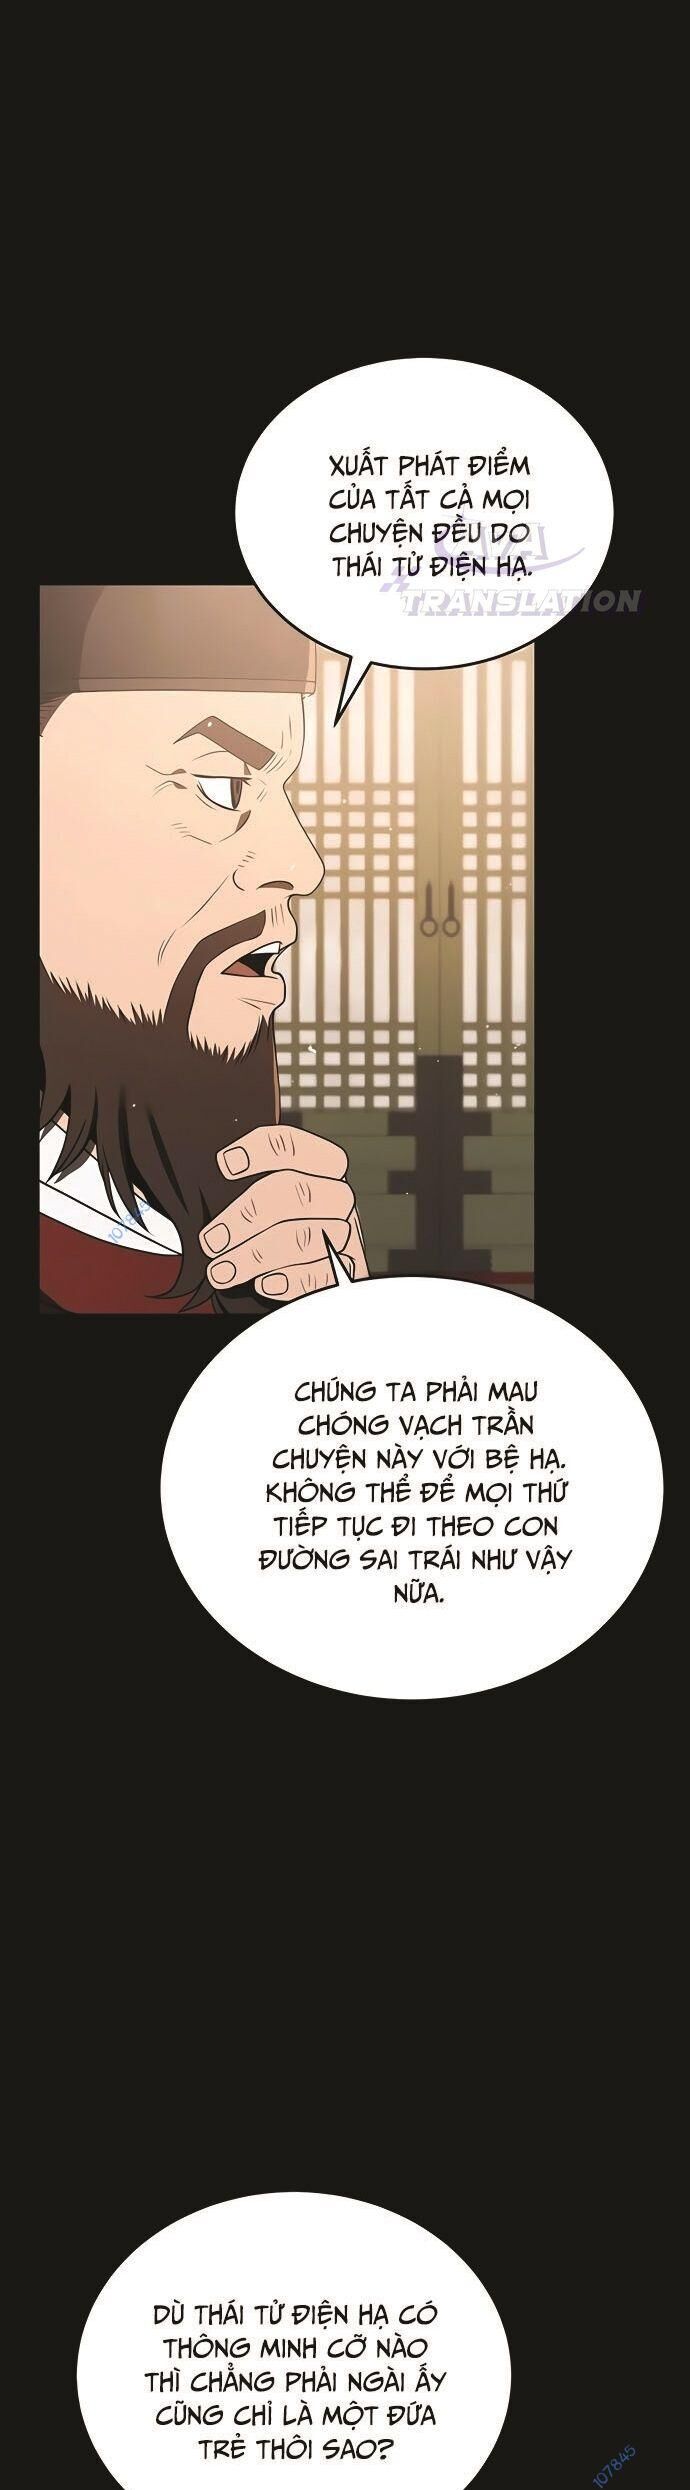 XUẤT PHÁT ĐIỂM
CỦA TẤT CẢ MỌI
CHUYỆN ĐỀU DO
THÁI TỬ ĐIỆN HẠ.
AVA
TRANSLATION
107845
CHÚNG TA PHẢI MAU
CHÓNG VẠCH TRẦN
CHUYỆN NÀY VỚI BỆ HẠ.
KHÔNG THỂ ĐỂ MỌI THỨ
TIẾP TỤC ĐI THEO CON
ĐƯỜNG SAI TRÁI NHƯ VẬY
NỮA.
DÙ THÁI TỬ ĐIỆN HẠ CÓ
THÔNG MINH CỠ NÀO
THÌ CHẲNG PHẢI NGÀI ẤY
CŨNG CHỈ LÀ MỘT ĐỨA
TRẺ THÔI SAO?
107845